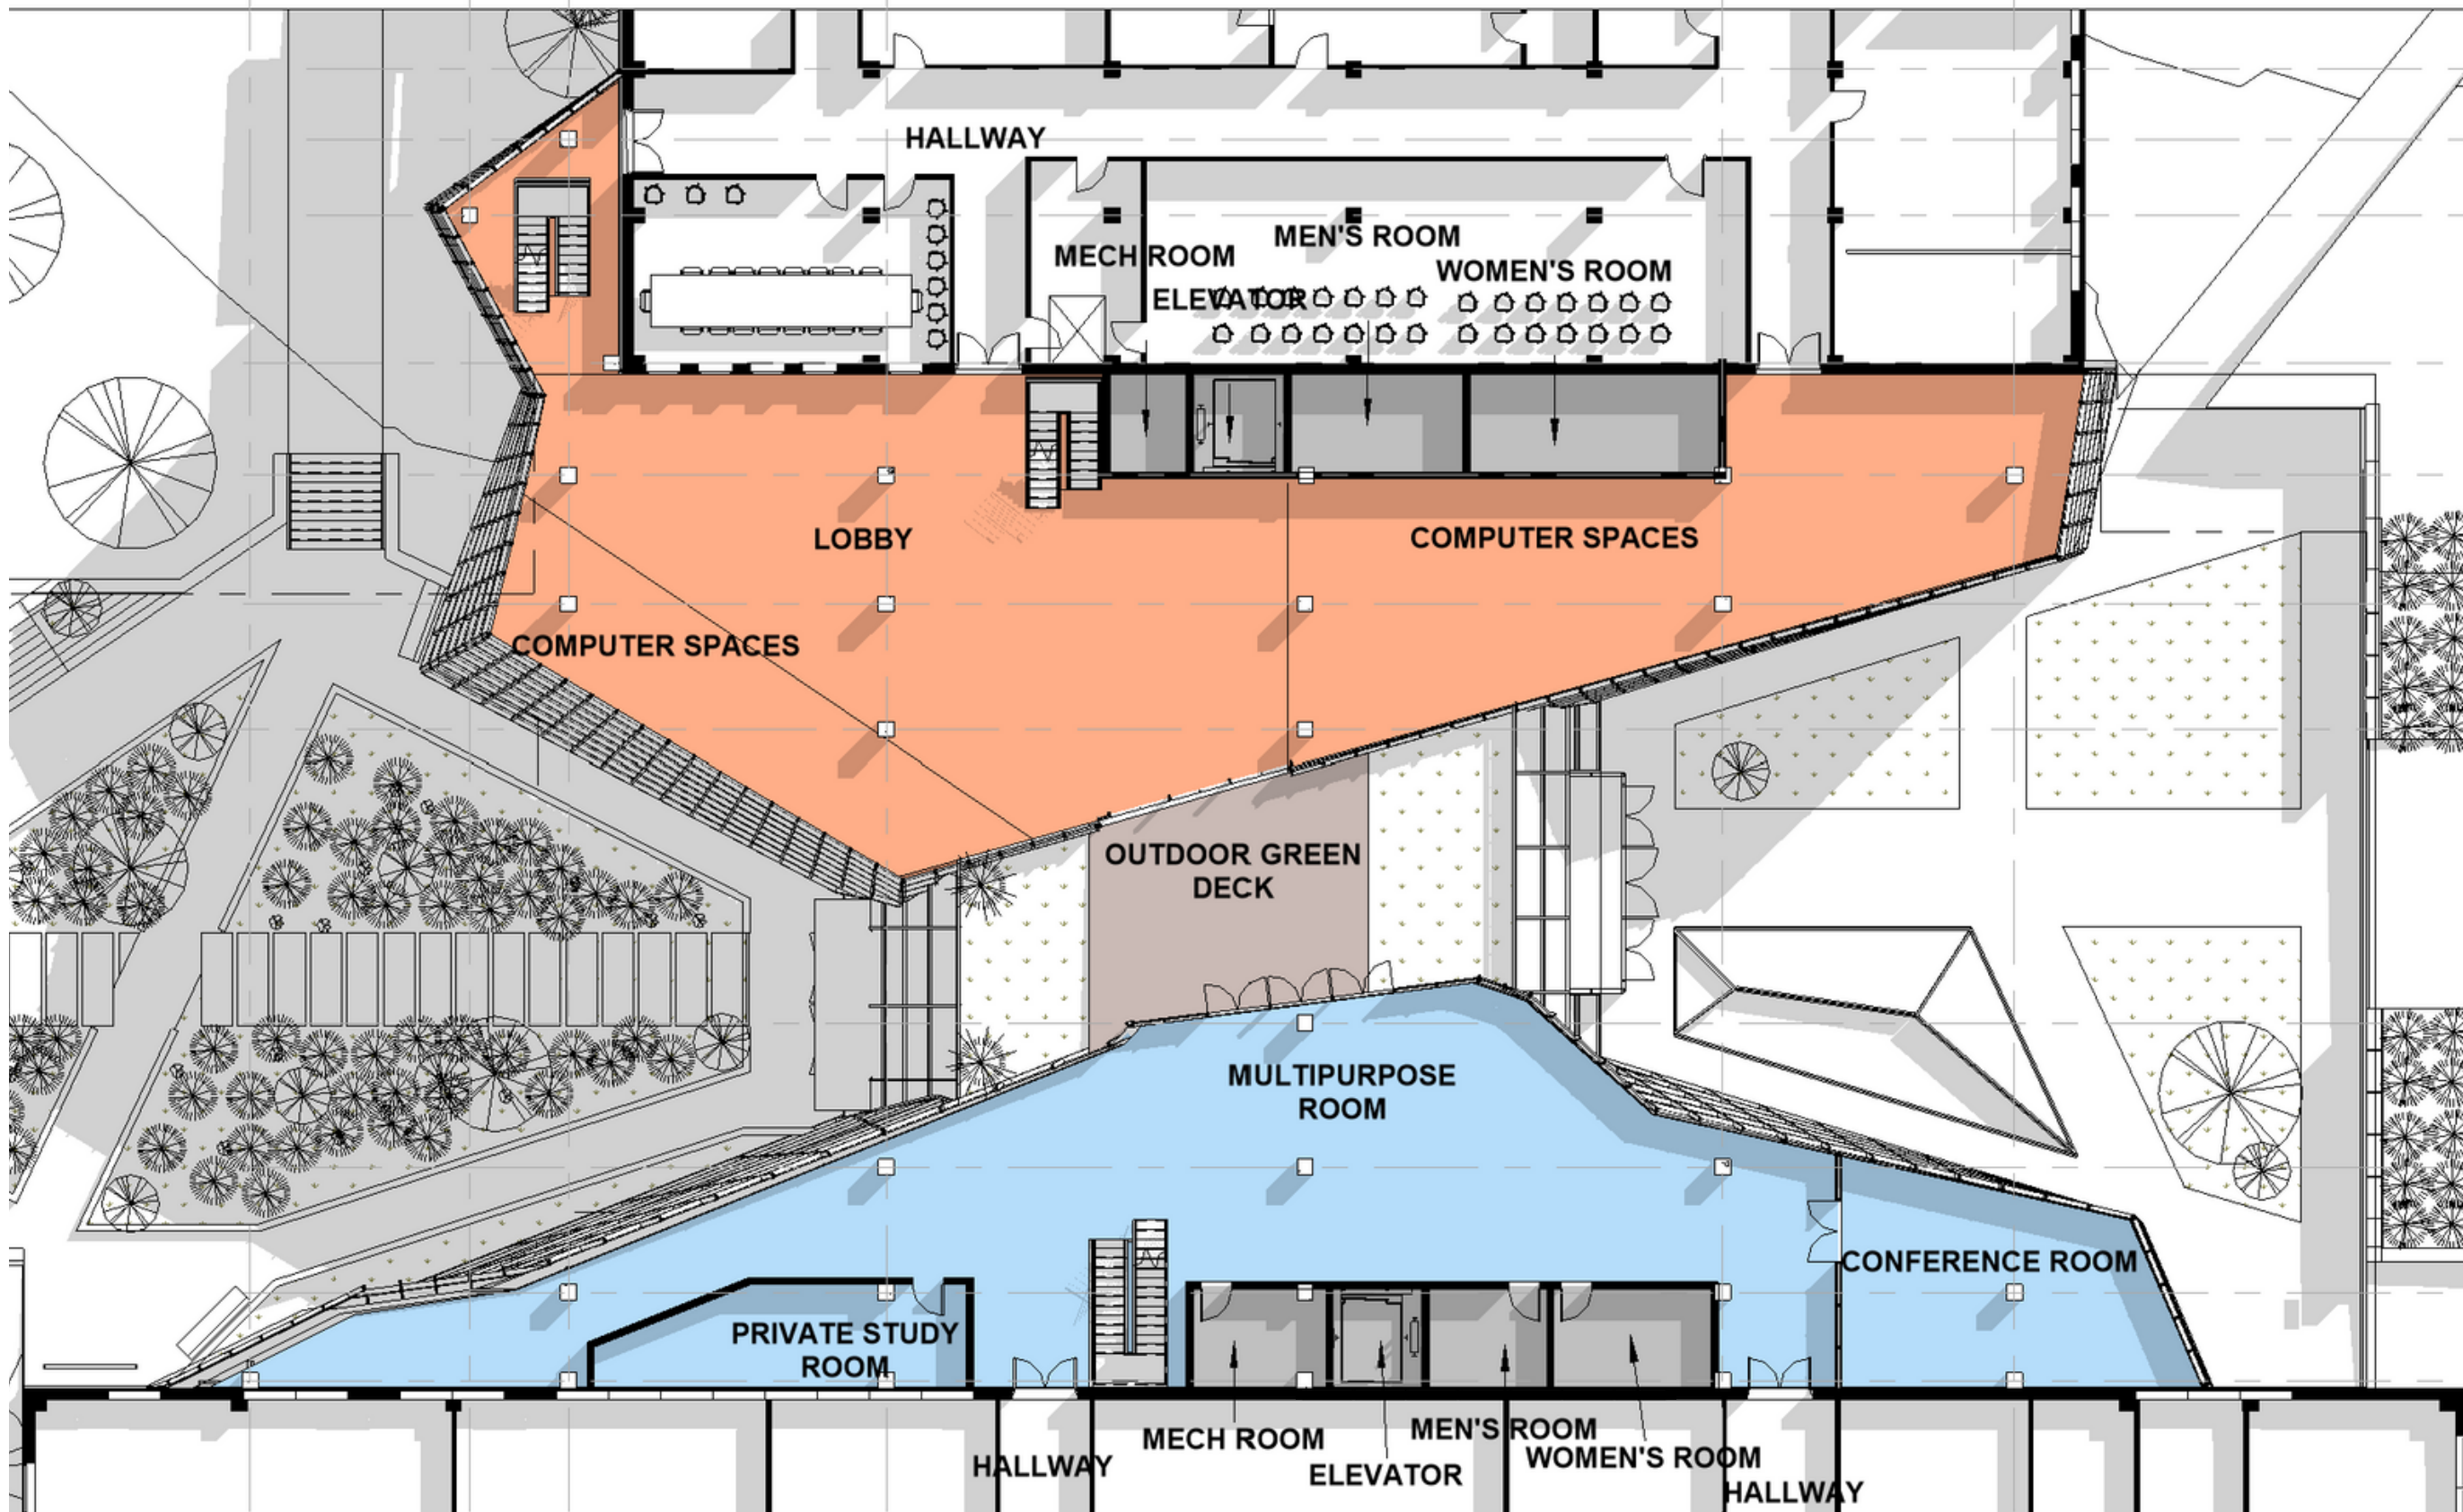 HALLWAY
MEN'S ROOM
MECH ROOM
WOMEN'S ROOM
ELEVATOR
LOBBY
COMPUTER SPACES
COMPUTER SPACES
OUTDOOR GREEN
DECK
MULTIPURPOSE
ROOM
CONFERENCE ROOM
PRIVATE STUDY
ROOM
MECH ROOM
MEN'S ROOM
WOMEN'S ROOM
HALLWAY
ELEVATOR
HALLWAY